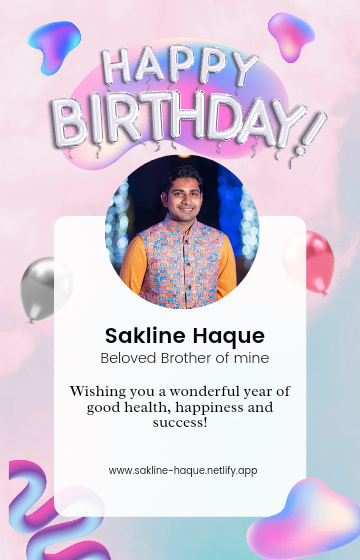 HAPPY
BIRTHDAY!
Sakline Haque
Beloved Brother of mine
Wishing you a wonderful year of
good health, happiness and
success!
www.sakline-haque.netlify.app